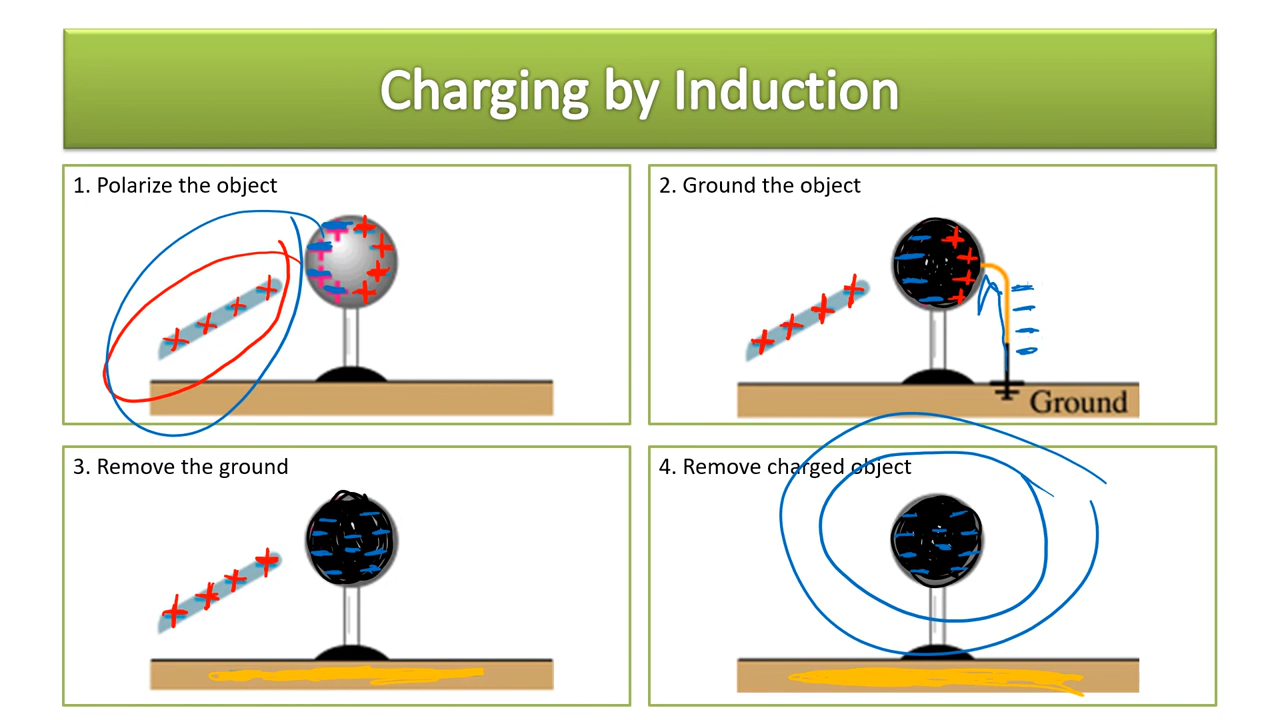 Charging by Induction
1. Polarize the object
2. Ground the object
Ground
3. Remove the ground
4. Remove charged object